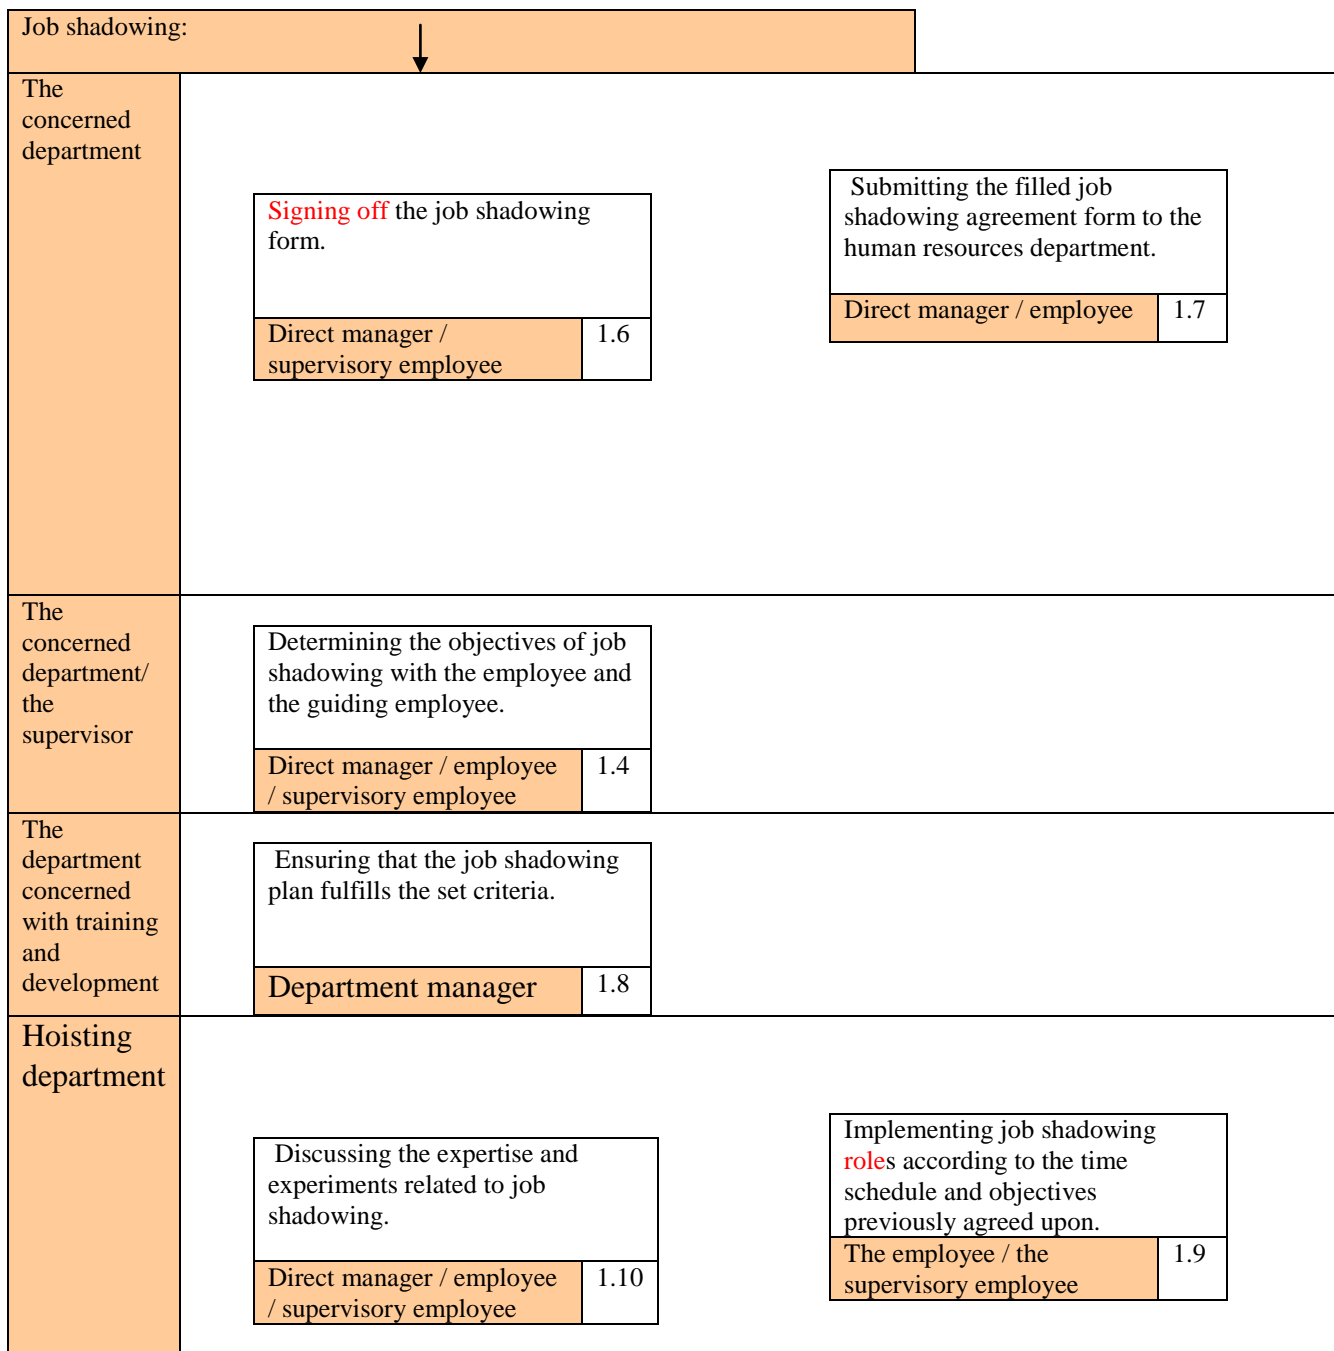 Job shadowing:
The
concerned
department
Signing off the job shadowing
form.
Direct manager /
supervisory employee
1.6
Submitting the filled job
shadowing agreement form to the
human resources department.
Direct manager / employee
1.7
The
concerned
department/
the
supervisor
Determining the objectives of job
shadowing with the employee and
the guiding employee.
Direct manager / employee
/ supervisory employee
1.4
The
department
concerned
with training
and
development
Ensuring that the job shadowing
plan fulfills the set criteria.
Department manager
1.8
Hoisting
department
Discussing the expertise and
experiments related to job
shadowing.
Direct manager / employee
/ supervisory employee
1.10
Implementing job shadowing
roles according to the time
schedule and objectives
previously agreed upon.
The employee / the
supervisory employee
1.9